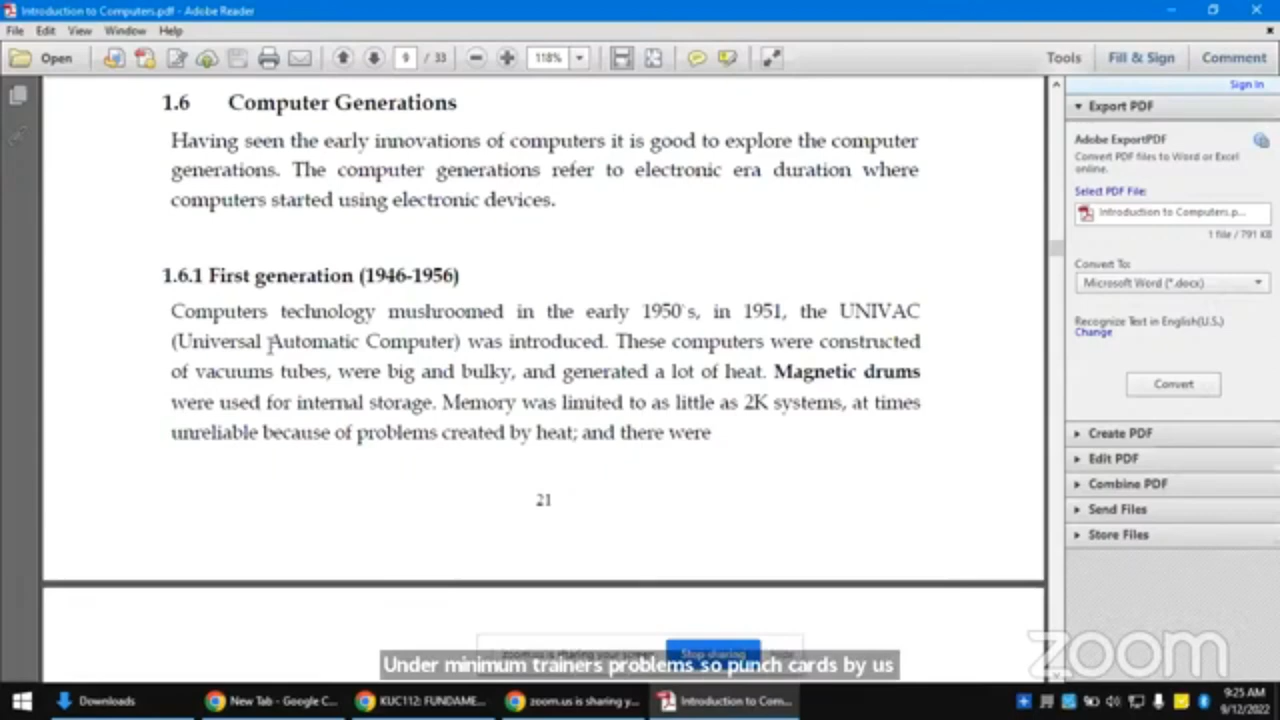 Introduction to Computers.pdf - Adobe Reader
File Edit View Window Help
Open 9 / 33 118% Tools Fill & Sign Comment
Sign In
Export PDF
Adobe ExportPDF
Convert PDF files to Word or Excel
online.
Select PDF File:
Introduction to Computers.p...
1 file / 791 KB
Convert To:
Microsoft Word (*.docx)
Recognize Text in English(U.S.)
Change
Convert
Create PDF
Edit PDF
Combine PDF
Send Files
Store Files
1.6 Computer Generations
Having seen the early innovations of computers it is good to explore the computer
generations. The computer generations refer to electronic era duration where
computers started using electronic devices.
1.6.1 First generation (1946-1956)
Computers technology mushroomed in the early 1950`s, in 1951, the UNIVAC
(Universal Automatic Computer) was introduced. These computers were constructed
of vacuums tubes, were big and bulky, and generated a lot of heat. Magnetic drums
were used for internal storage. Memory was limited to as little as 2K systems, at times
unreliable because of problems created by heat; and there were
21
zoom.us is sharing your screen. Stop sharing Hide
Under minimum trainers problems so punch cards by us
zoom
Downloads New Tab - Google C... KUC112: FUNDAME... zoom.us is sharing y... Introduction to Com...
9:25 AM
9/12/2022